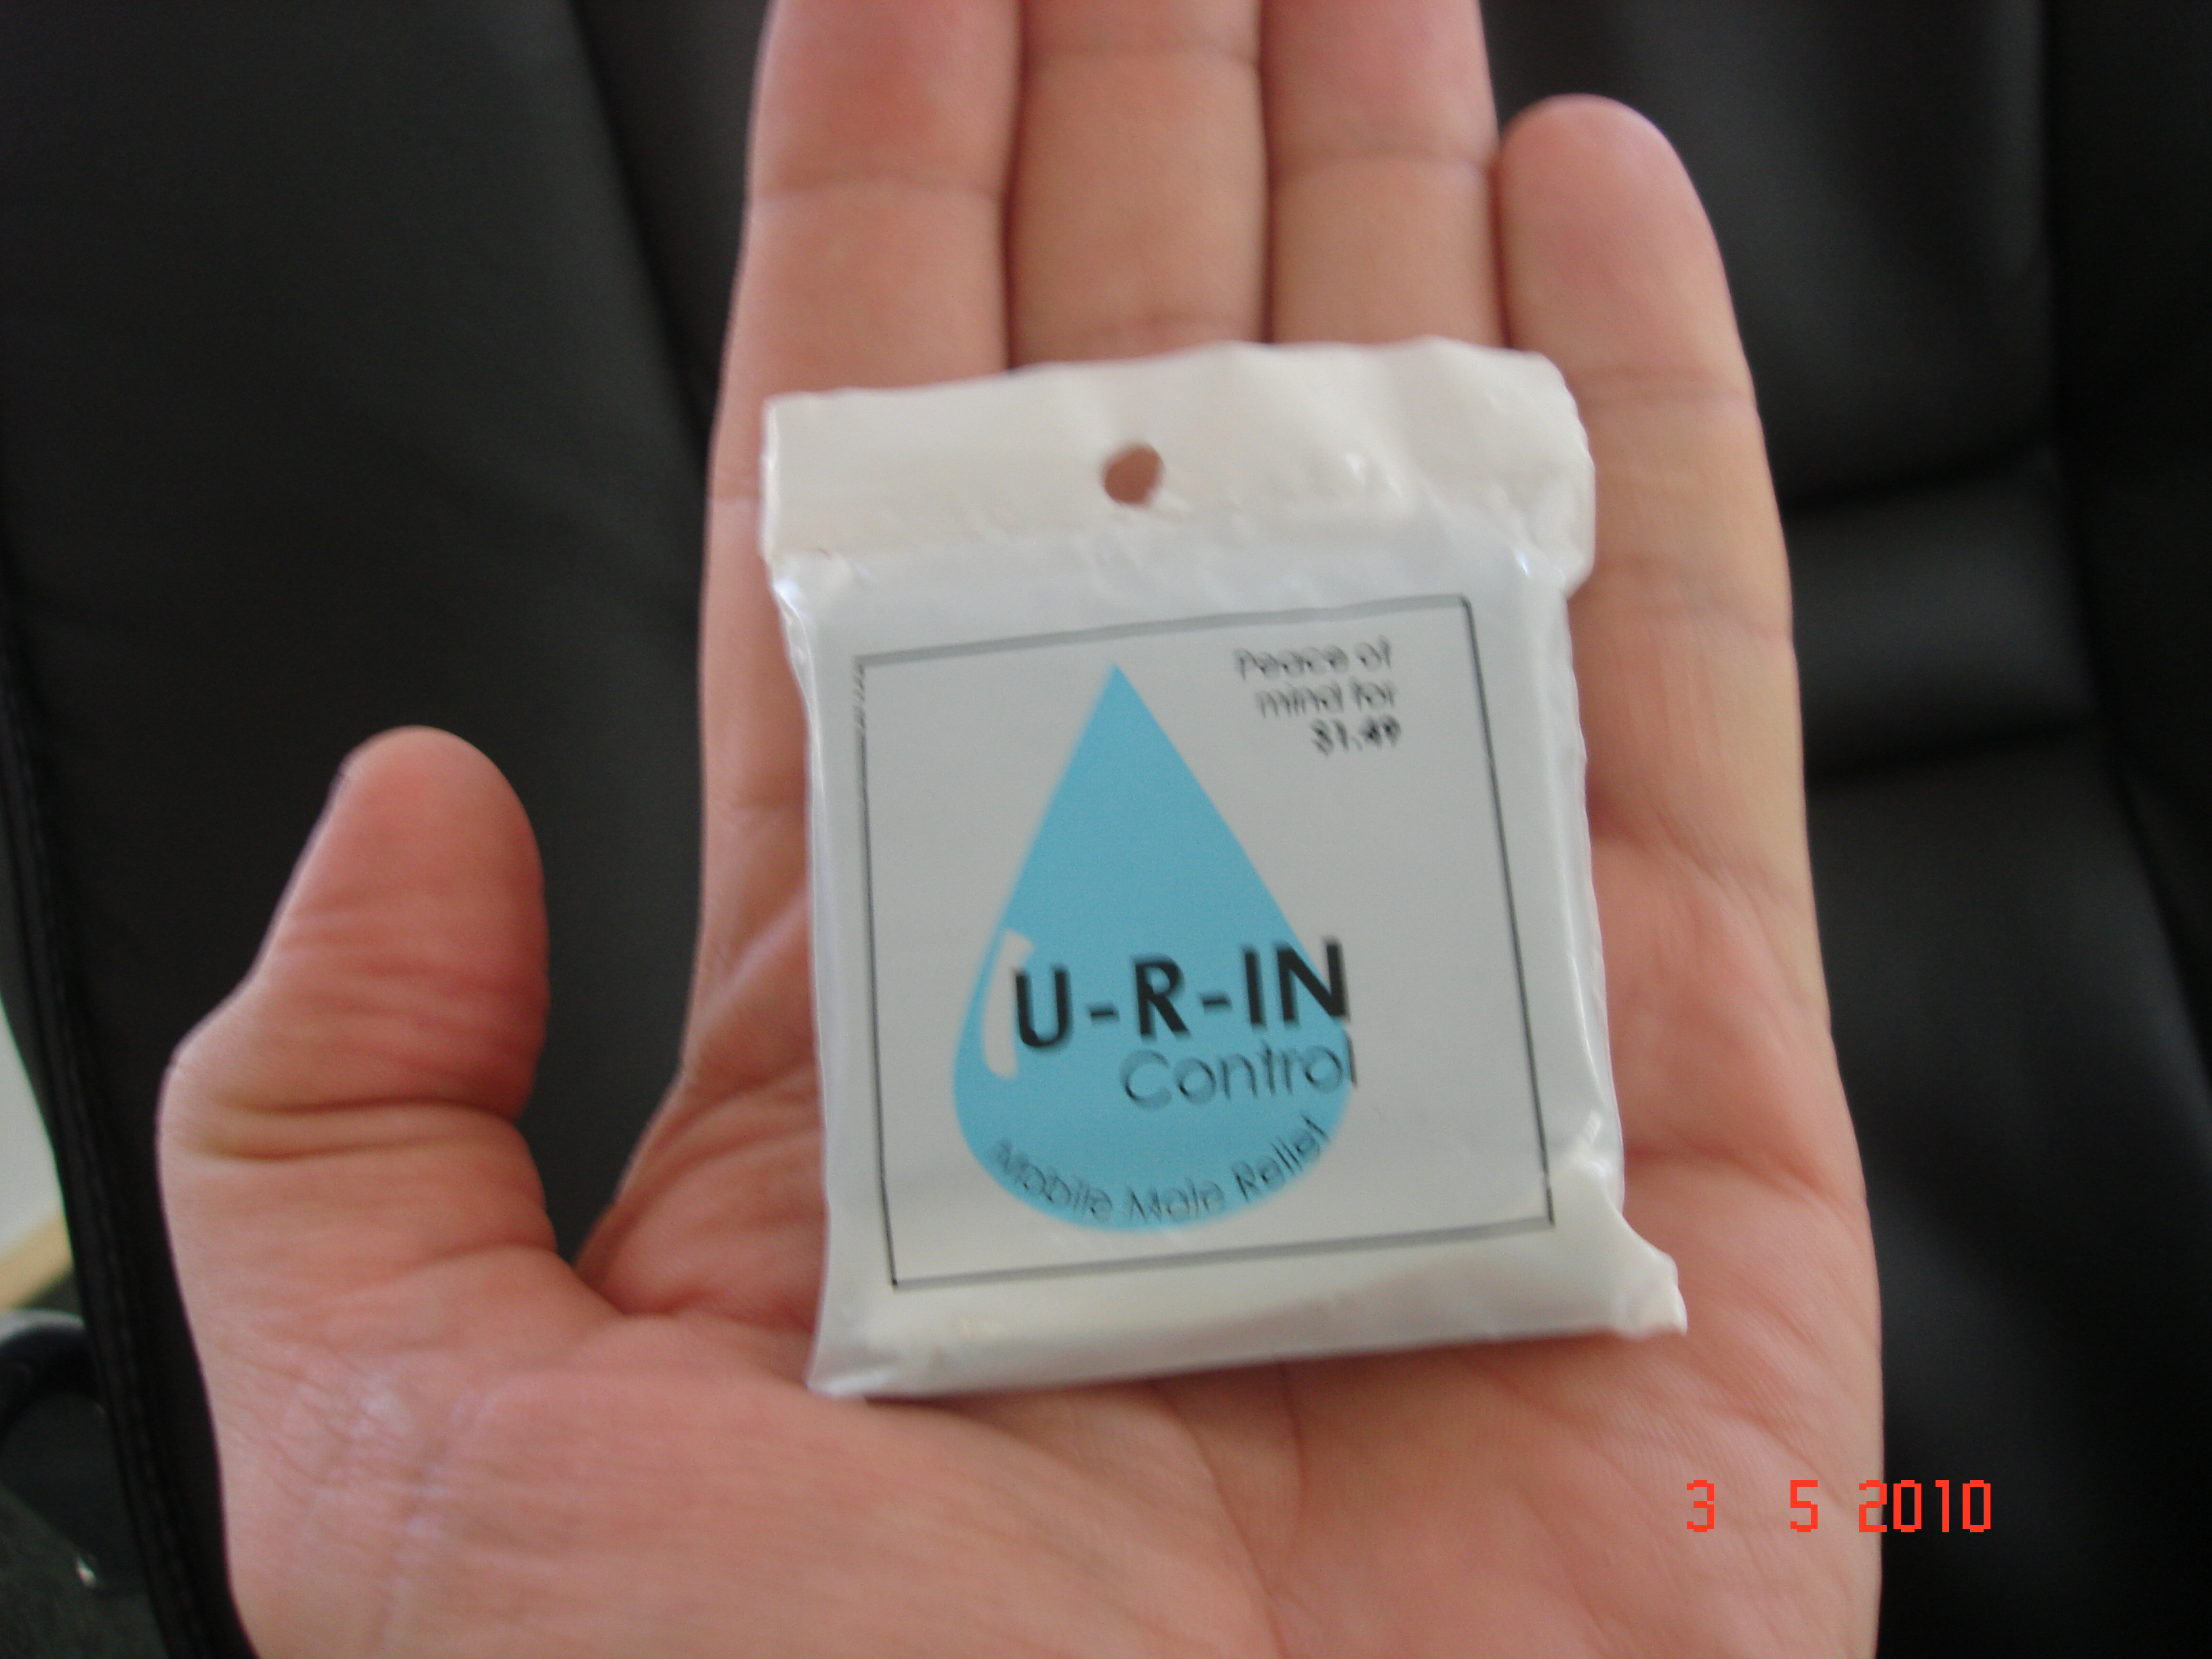 Peace of
mind for
$1.49
U-R-IN
Control
Mobile Male Relief
3 5 2010